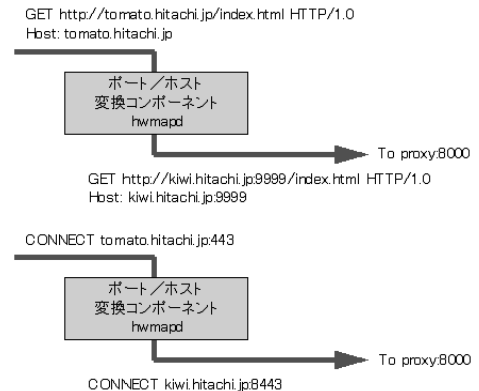 GET http://tomato.hitachi.jp/index.html HTTP/1.0
Host: tomato.hitachi.jp
ポート／ホスト
変換コンポーネント
hwmapd
To proxy:8000
GET http://kiwi.hitachi.jp:9999/index.html HTTP/1.0
Host: kiwi.hitachi.jp:9999
CONNECT tomato.hitachi.jp:443
ポート／ホスト
変換コンポーネント
hwmapd
To proxy:8000
CONNECT kiwi.hitachi.jp:8443